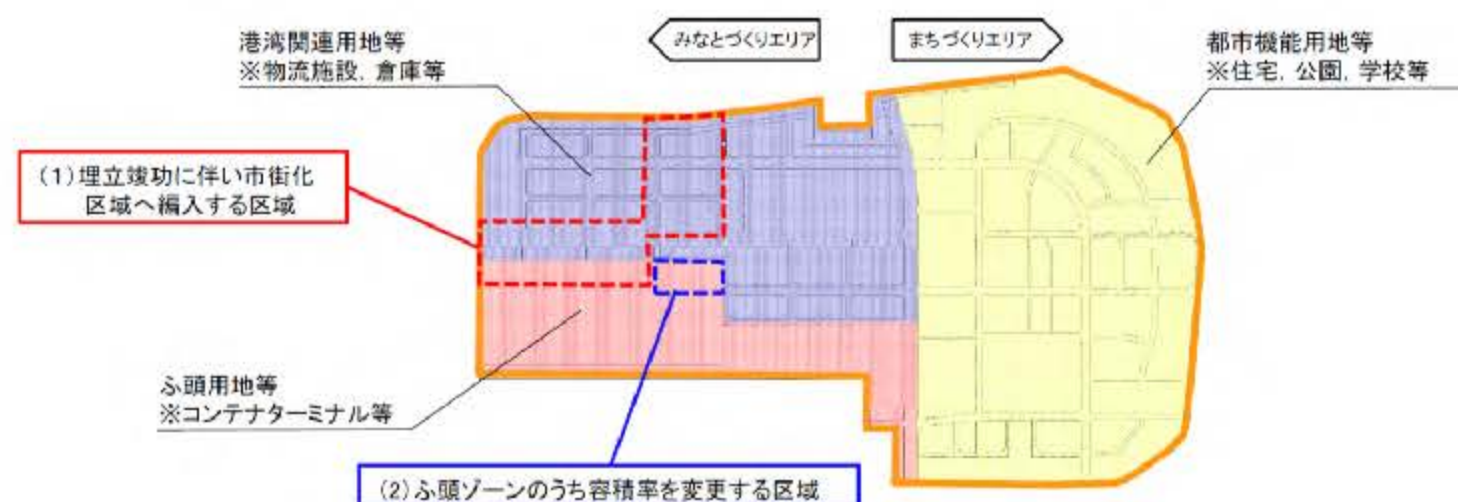 港湾関連用地等
※物流施設,倉庫等
みなとづくりエリア
まちづくりエリア
都市機能用地等
※住宅,公園,学校等
(1)埋立竣功に伴い市街化
区域へ編入する区域
ふ頭用地等
※コンテナターミナル等
(2)ふ頭ゾーンのうち容積率を変更する区域